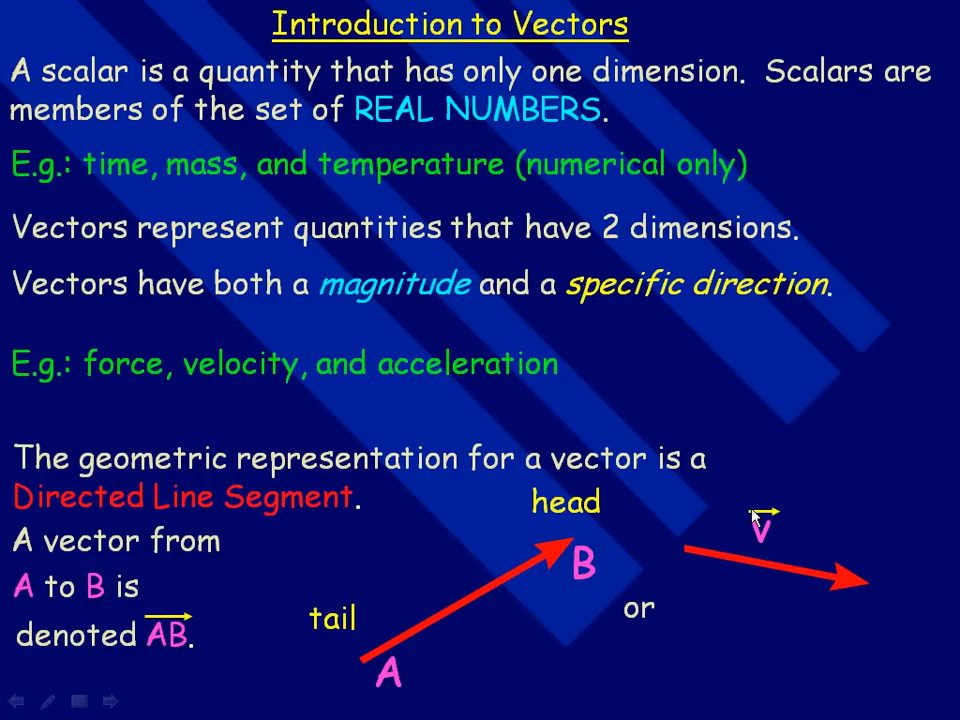 Introduction to Vectors
A scalar is a quantity that has only one dimension. Scalars are
members of the set of REAL NUMBERS.
E.g.: time, mass, and temperature (numerical only)
Vectors represent quantities that have 2 dimensions.
Vectors have both a magnitude and a specific direction.
E.g.: force, velocity, and acceleration
The geometric representation for a vector is a
Directed Line Segment.
A vector from
A to B is
denoted AB.
head
B
tail
A
or
v